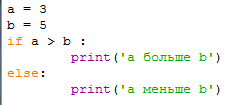 a = 3
b = 5
if a > b :
        print('а больше b')
else:
        print('а меньше b')